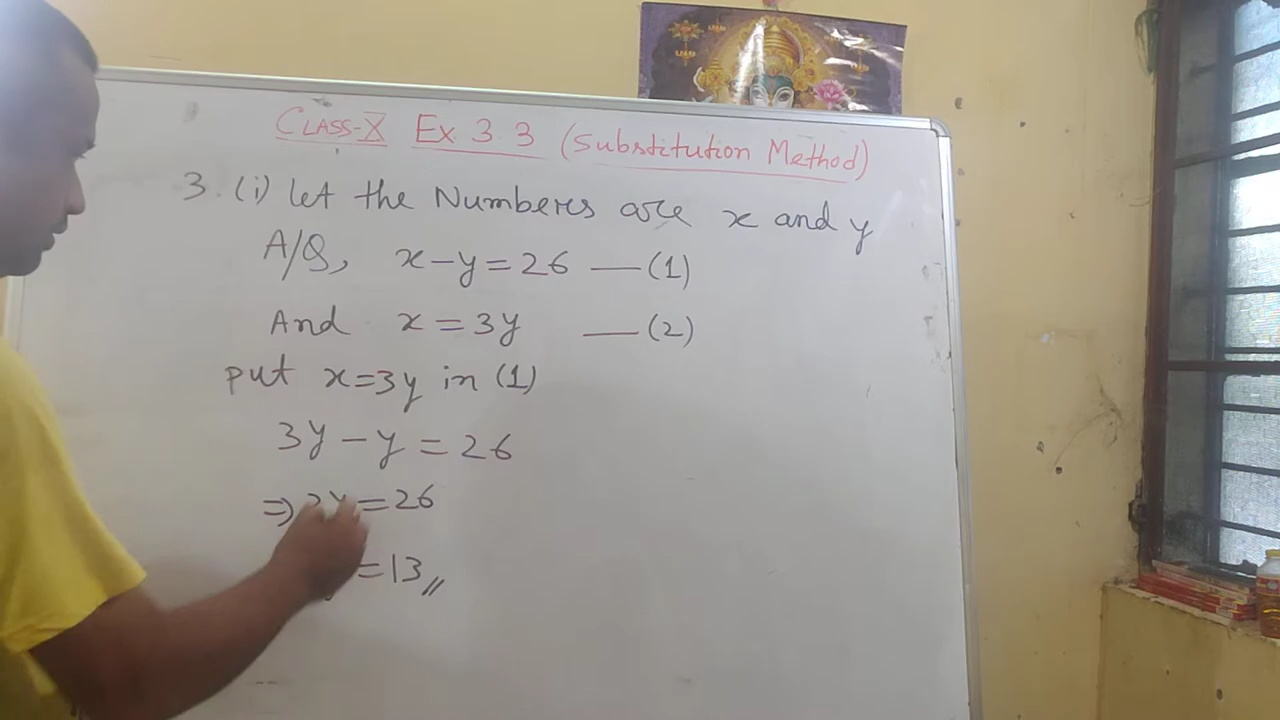 CLASS-X Ex 3.3 (Substitution Method)
3. (i) Let the Numbers are x and y
A/Q, x-y=26 —(1)
And x=3y —(2)
put x=3y in (1)
3y-y=26
⇒ 2y=26
=13//